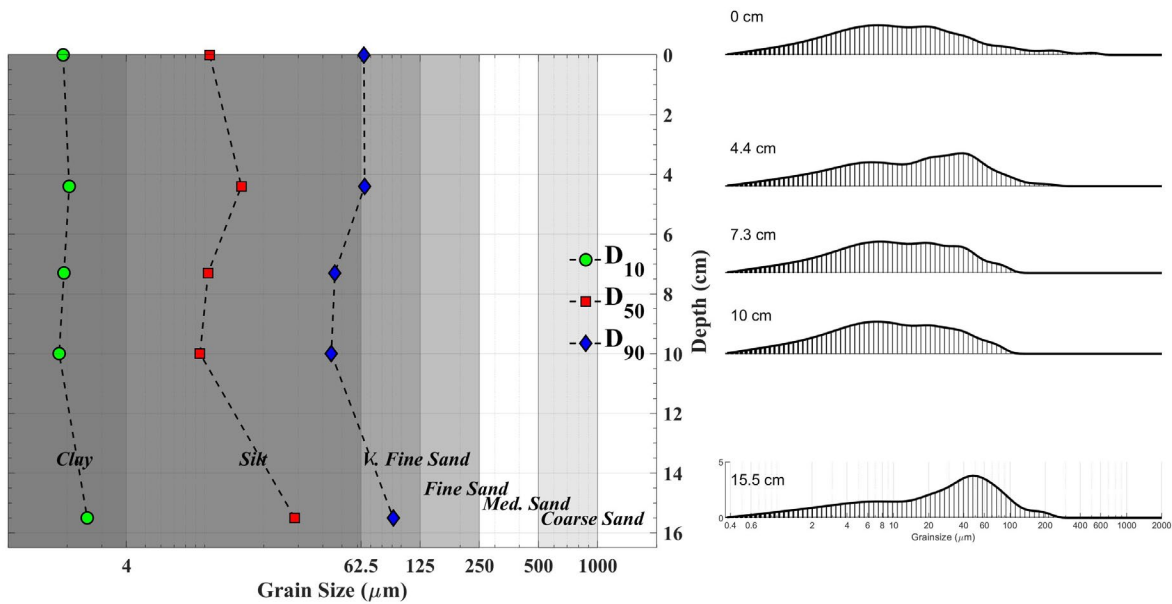 0
2
4
6
8
10
12
14
16
Depth (cm)
D10
D50
D90
Clay
Silt
V. Fine Sand
Fine Sand
Med. Sand
Coarse Sand
4
62.5
125
250
500
1000
Grain Size (μm)
0 cm
4.4 cm
7.3 cm
10 cm
15.5 cm
5
0
0.4 0.6 2 4 6 8 10 20 40 60 100 200 400 600 1000 2000
Grainsize (μm)